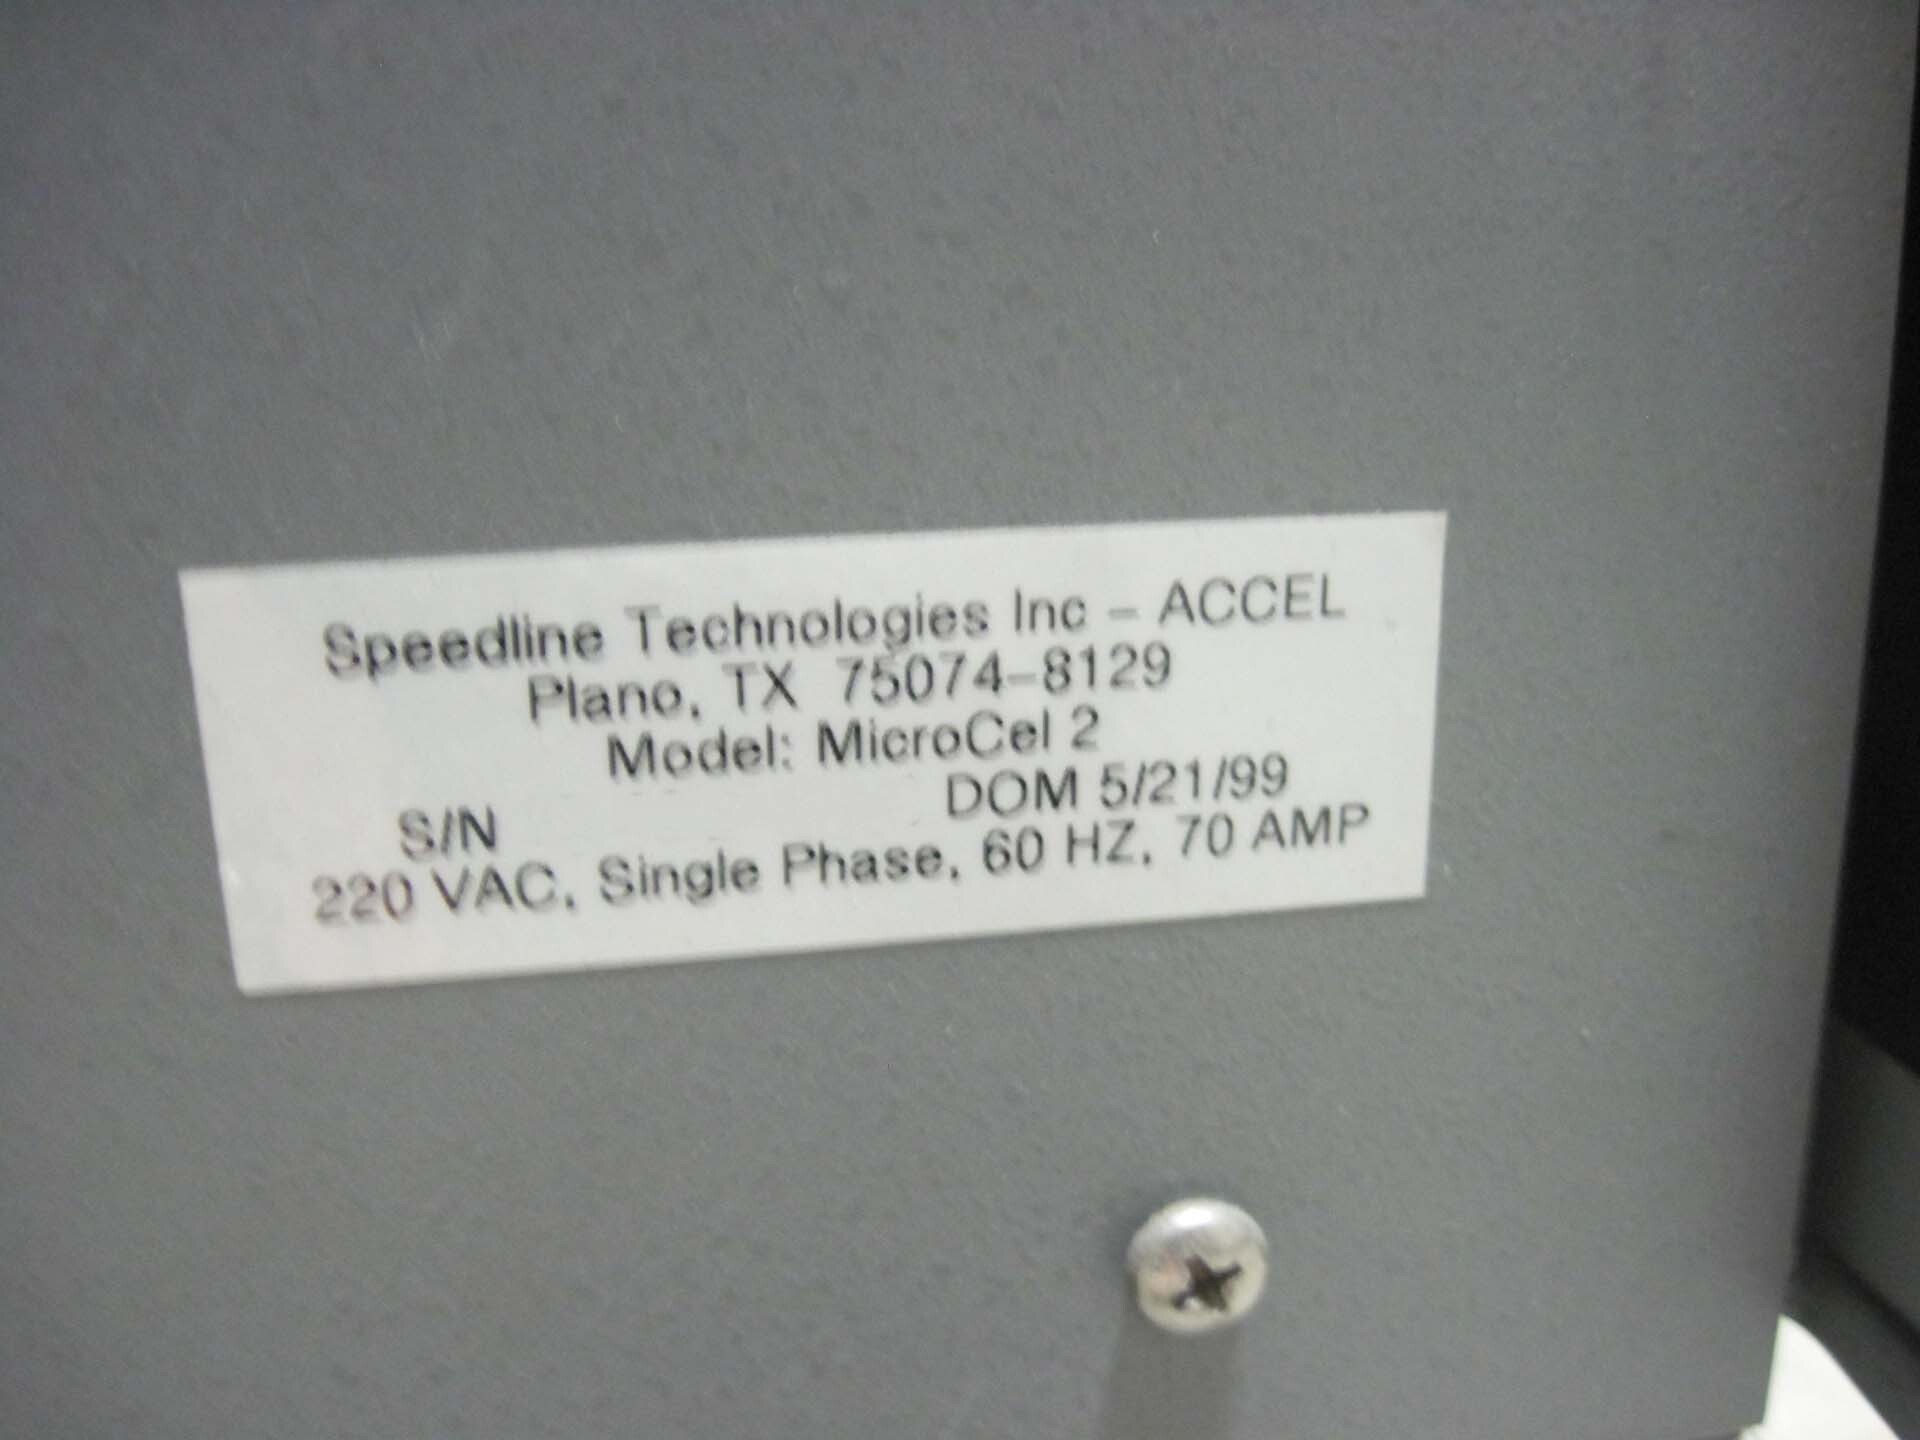 Speedline Technologies Inc - ACCEL
Plano, TX 75074-8129
Model: MicroCel 2
S/N DOM 5/21/99
220 VAC, Single Phase, 60 HZ, 70 AMP